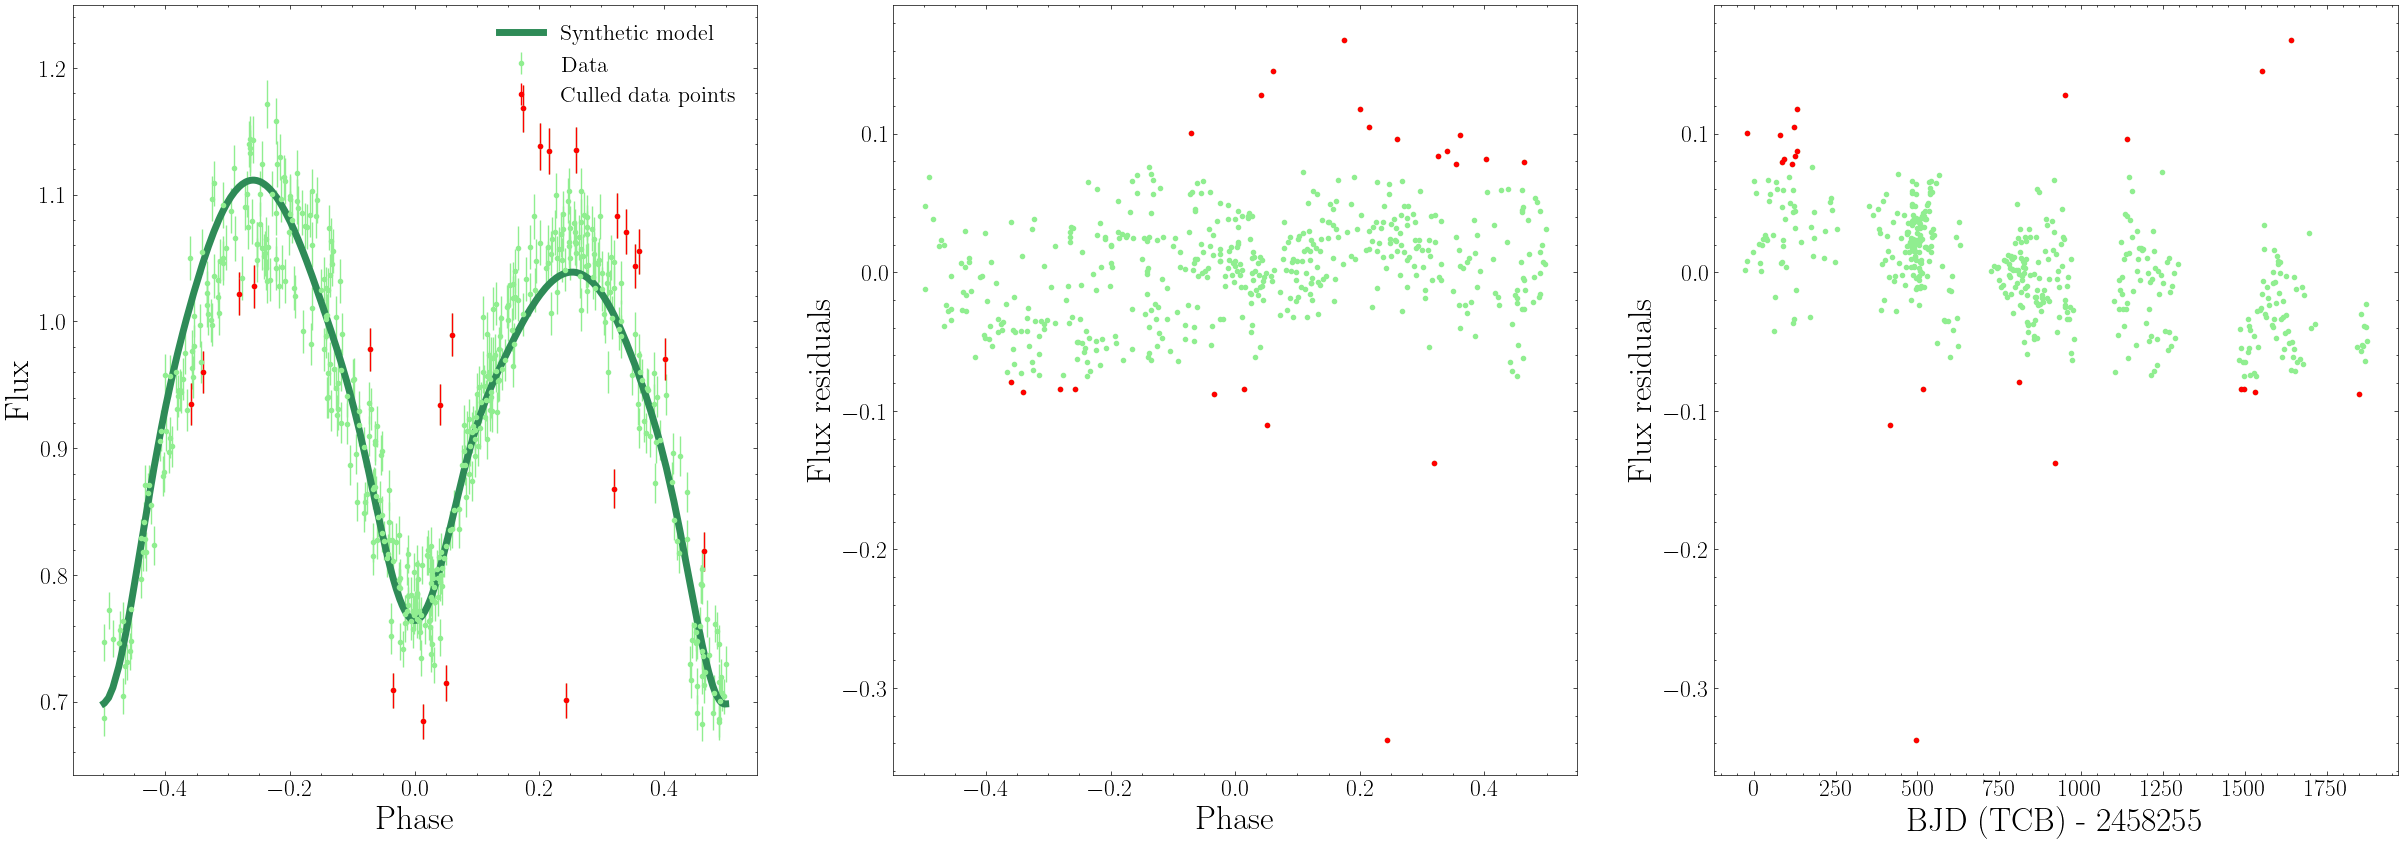 Synthetic model
Data
Culled data points
1.2
1.1
1.0
0.9
0.8
0.7
Flux
−0.4 −0.2 0.0 0.2 0.4
Phase
0.1
0.0
−0.1
−0.2
−0.3
Flux residuals
−0.4 −0.2 0.0 0.2 0.4
Phase
0.1
0.0
−0.1
−0.2
−0.3
Flux residuals
0 250 500 750 1000 1250 1500 1750
BJD (TCB) - 2458255